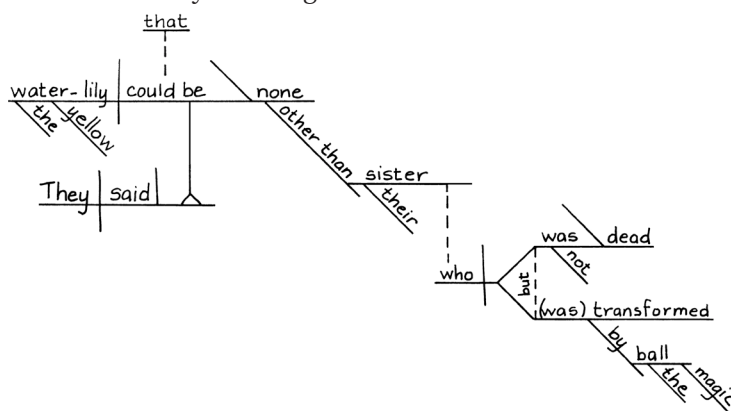 that
water-lily could be none
the yellow
other than
They said
sister
their
was dead
not
who
but
(was) transformed
by
ball
the
magic